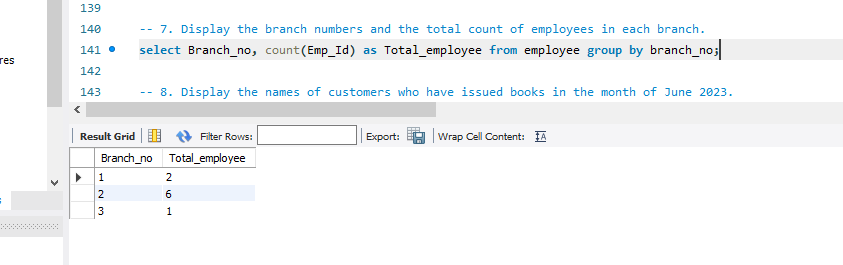 139
140 -- 7. Display the branch numbers and the total count of employees in each branch.
res
141 select Branch_no, count(Emp_Id) as Total_employee from employee group by branch_no;
142
143 -- 8. Display the names of customers who have issued books in the month of June 2023.
Result Grid Filter Rows: Export: Wrap Cell Content: IA
Branch_no Total_employee
1 2
2 6
3 1